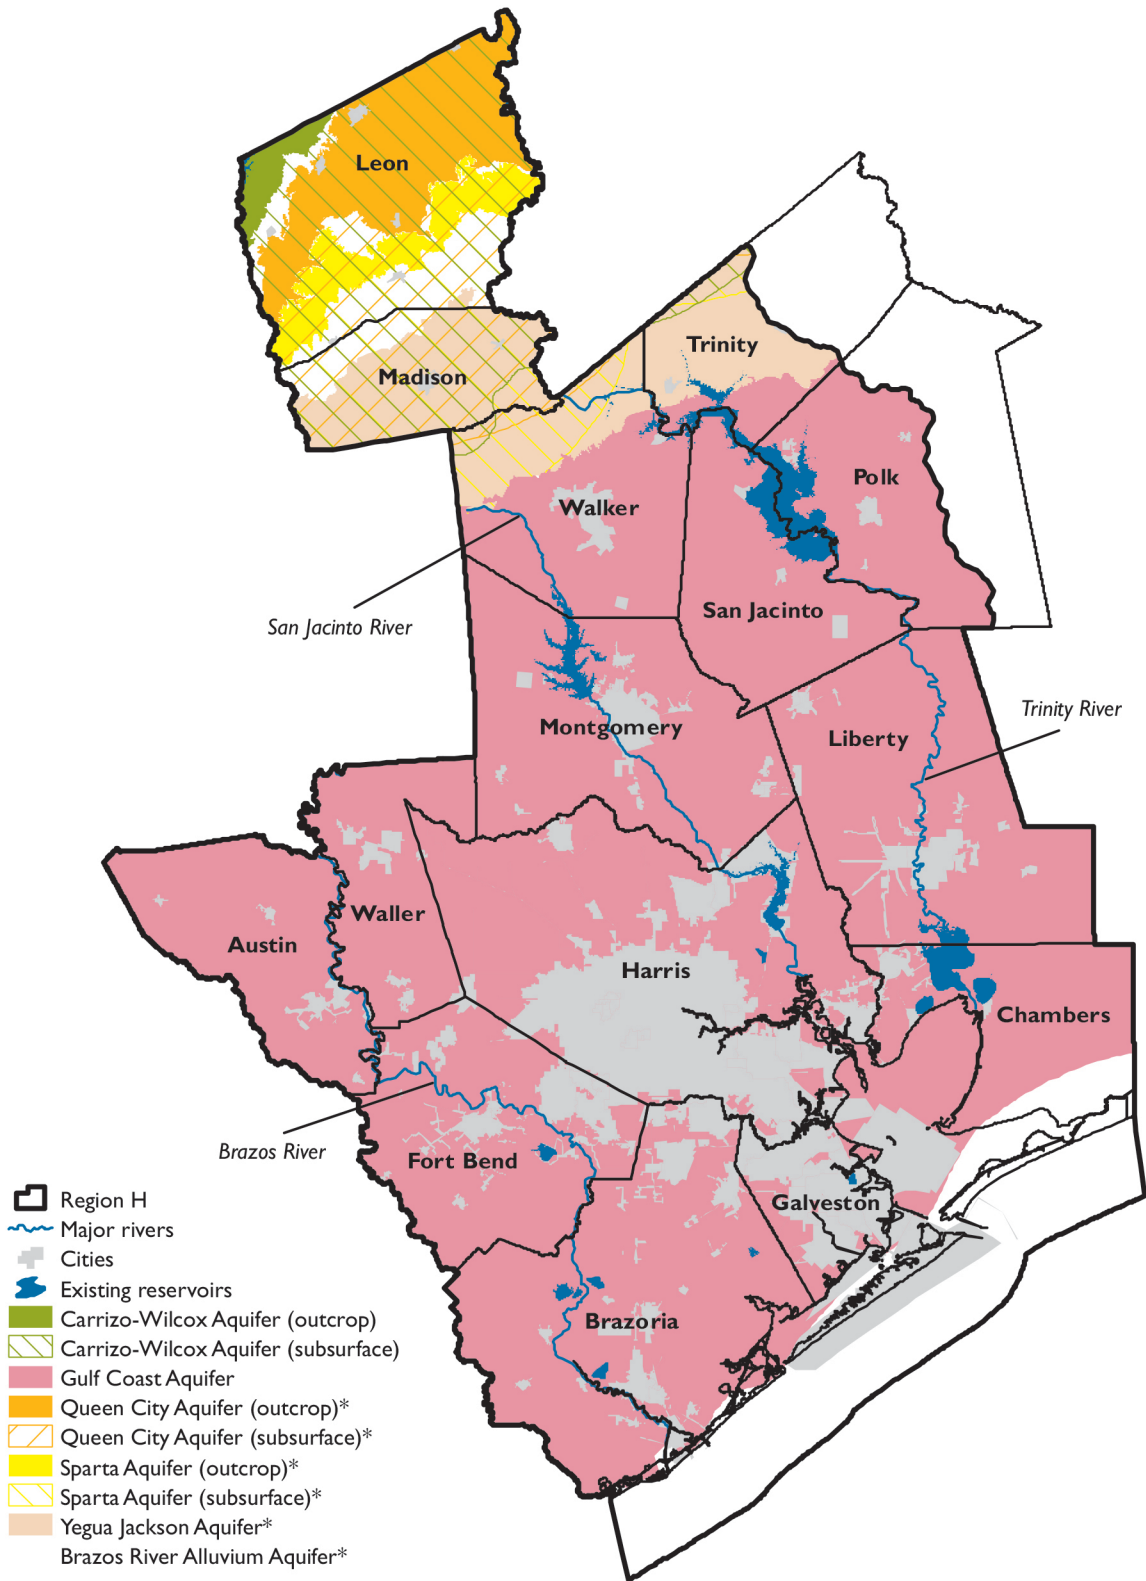 Leon
Trinity
Madison
Polk
Walker
San Jacinto
San Jacinto River
Trinity River
Montgomery
Liberty
Waller
Austin
Harris
Chambers
Brazos River
Fort Bend
Galveston
Brazoria
Region H
Major rivers
Cities
Existing reservoirs
Carrizo-Wilcox Aquifer (outcrop)
Carrizo-Wilcox Aquifer (subsurface)
Gulf Coast Aquifer
Queen City Aquifer (outcrop)*
Queen City Aquifer (subsurface)*
Sparta Aquifer (outcrop)*
Sparta Aquifer (subsurface)*
Yegua Jackson Aquifer*
Brazos River Alluvium Aquifer*